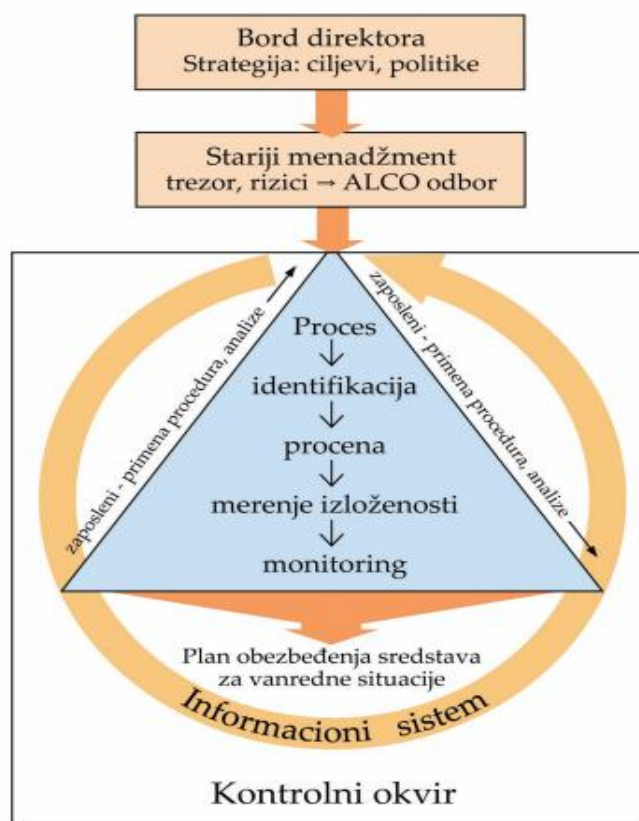 Bord direktora
Strategija: ciljevi, politike
Stariji menadžment
trezor, rizici → ALCO odbor
zaposleni - primena procedura, analize
zaposleni - primena procedura, analize
Proces
identifikacija
procena
merenje izloženosti
monitoring
Plan obezbeđenja sredstava
za vanredne situacije
Informacioni sistem
Kontrolni okvir